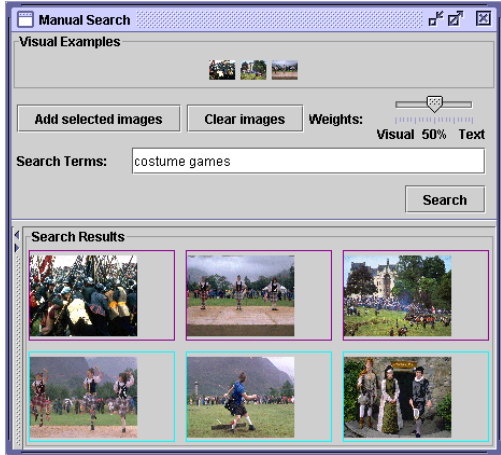 Manual Search
Visual Examples
Add selected images Clear images Weights:
Visual 50% Text
Search Terms: costume games
Search
Search Results